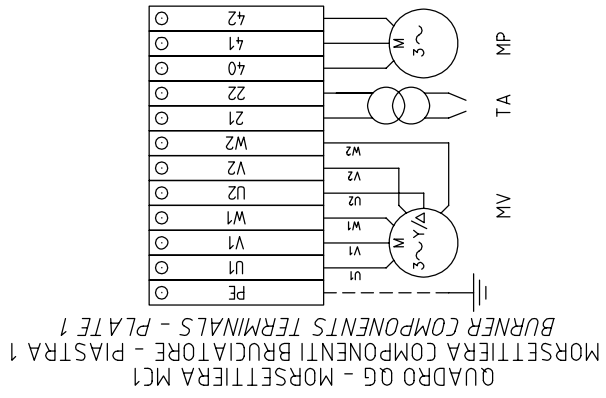 QUADRO QG - MORSETTIERA MC1
MORSETTIERA COMPONENTI BRUCIATORE - PIASTRA 1
BURNER COMPONENTS TERMINALS - PLATE 1
PE
U1
V1
W1
U2
V2
W2
21
22
40
41
42
U1
V1
W1
U2
V2
W2
M
3~Y/Δ
MV
TA
M
3~
MP